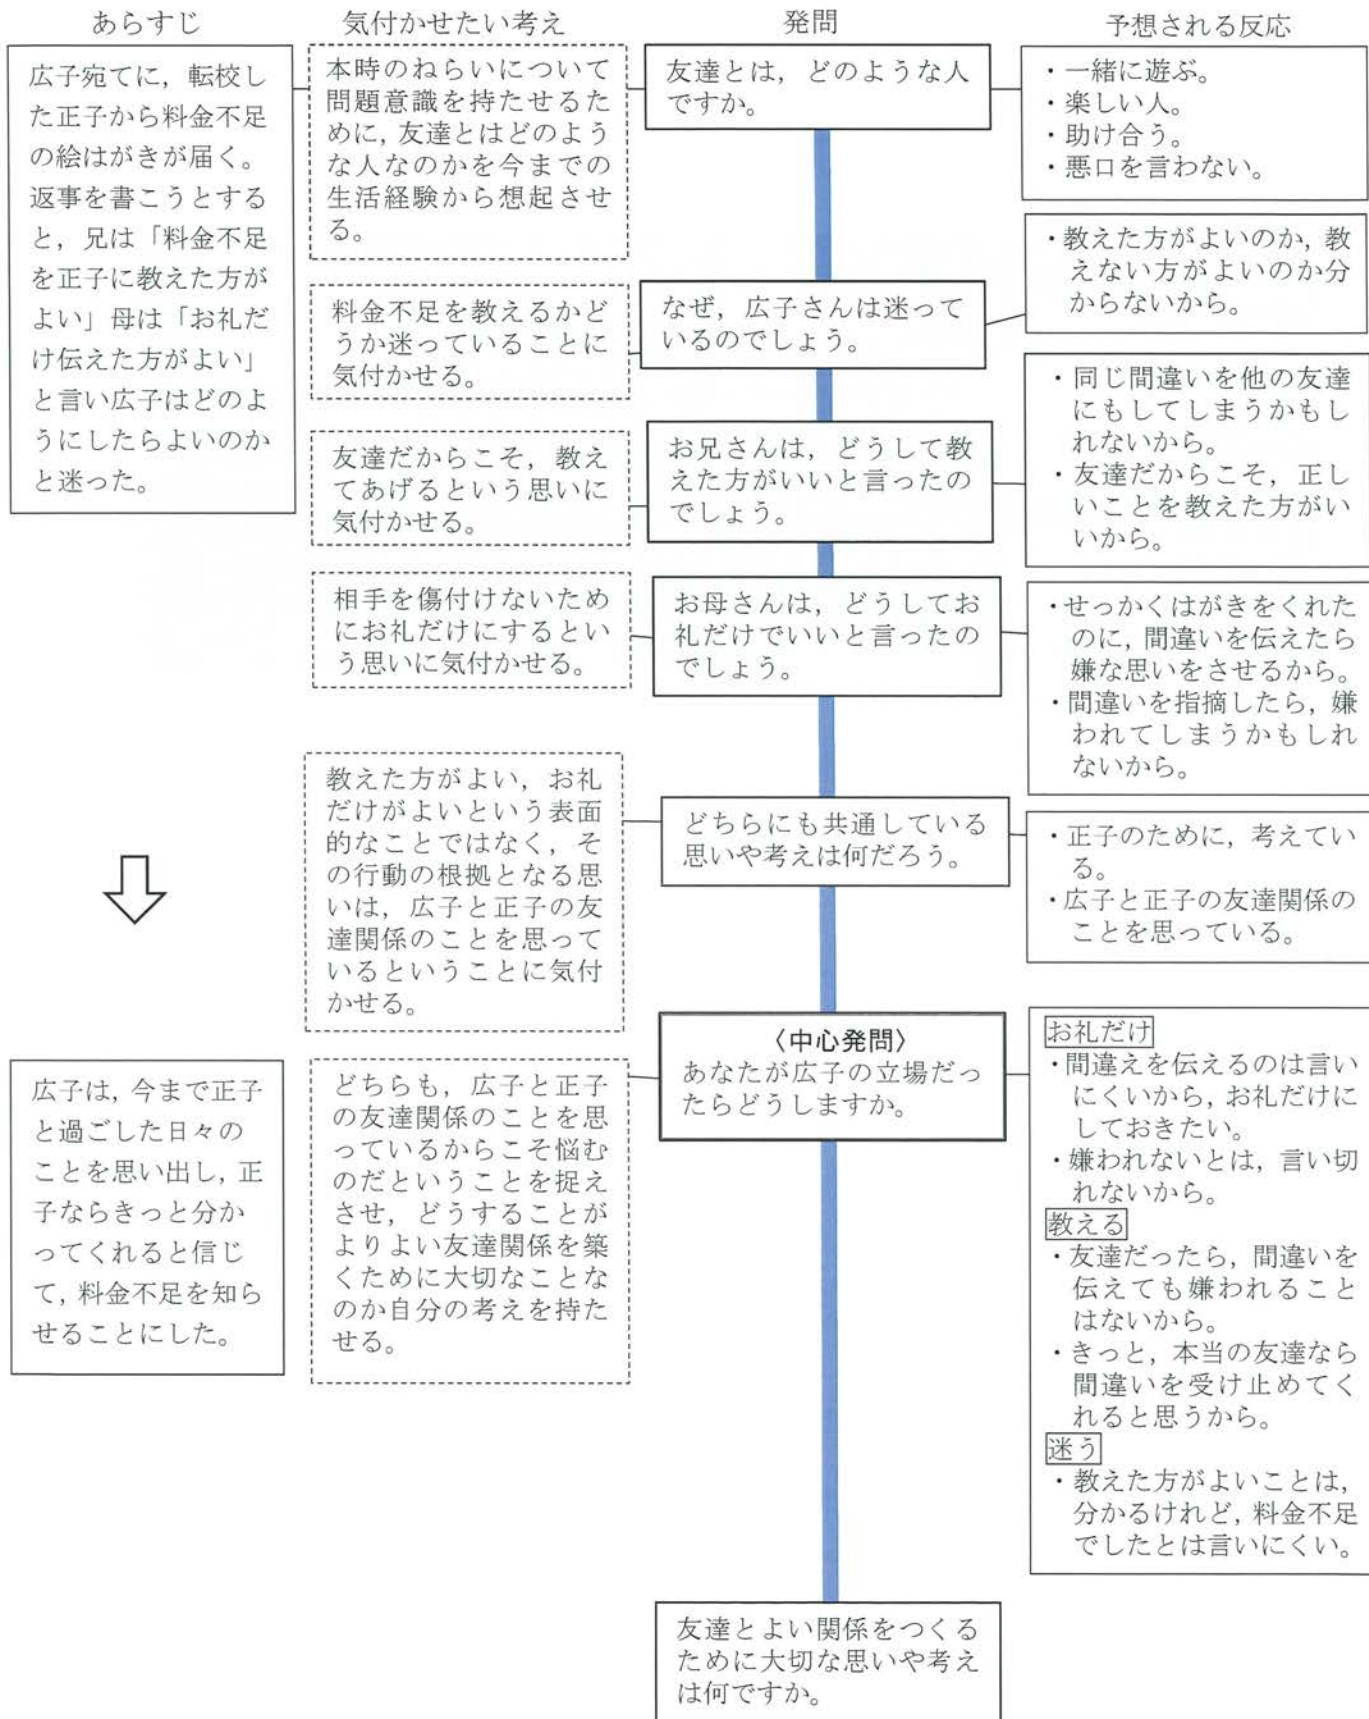 あらすじ
気付かせたい考え
発問
予想される反応
広子宛てに，転校し
た正子から料金不足
の絵はがきが届く。
返事を書こうとする
と，兄は「料金不足
を正子に教えた方が
よい」母は「お礼だ
け伝えた方がよい」
と言い広子はどのよ
うにしたらよいのか
と迷った。
本時のねらいについて
問題意識を持たせるた
めに，友達とはどのよう
な人なのかを今までの
生活経験から想起させ
る。
友達とは，どのような人
ですか。
・一緒に遊ぶ。
・楽しい人。
・助け合う。
・悪口を言わない。
料金不足を教えるかど
うか迷っていることに
気付かせる。
なぜ，広子さんは迷って
いるのでしょう。
・教えた方がよいのか，教
えない方がよいのか分
からないから。
友達だからこそ，教え
てあげるという思いに
気付かせる。
お兄さんは，どうして教
えた方がいいと言ったの
でしょう。
・同じ間違いを他の友達
にもしてしまうかもし
れないから。
・友達だからこそ，正し
いことを教えた方がい
いから。
相手を傷付けないため
にお礼だけにするとい
う思いに気付かせる。
お母さんは，どうしてお
礼だけでいいと言ったの
でしょう。
・せっかくはがきをくれた
のに，間違いを伝えたら
嫌な思いをさせるから。
・間違いを指摘したら，嫌
われてしまうかもしれ
ないから。
教えた方がよい，お礼
だけがよいという表面
的なことではなく，そ
の行動の根拠となる思
いは，広子と正子の友
達関係のことを思って
いるということに気付
かせる。
どちらにも共通している
思いや考えは何だろう。
・正子のために，考えてい
る。
・広子と正子の友達関係の
ことを思っている。
広子は，今まで正子
と過ごした日々の
ことを思い出し，正
子ならきっと分か
ってくれると信じ
て，料金不足を知ら
せることにした。
どちらも，広子と正子
の友達関係のことを思
っているからこそ悩む
のだということを捉え
させ，どうすることが
よりよい友達関係を築
くために大切なことな
のか自分の考えを持た
せる。
〈中心発問〉
あなたが広子の立場だっ
たらどうしますか。
お礼だけ
・間違えを伝えるのは言い
にくいから，お礼だけに
しておきたい。
・嫌われないとは，言い切
れないから。
教える
・友達だったら，間違いを
伝えても嫌われること
はないから。
・きっと，本当の友達なら
間違いを受け止めてく
れると思うから。
迷う
・教えた方がよいことは，
分かるけれど，料金不足
でしたとは言いにくい。
友達とよい関係をつくる
ために大切な思いや考え
は何ですか。